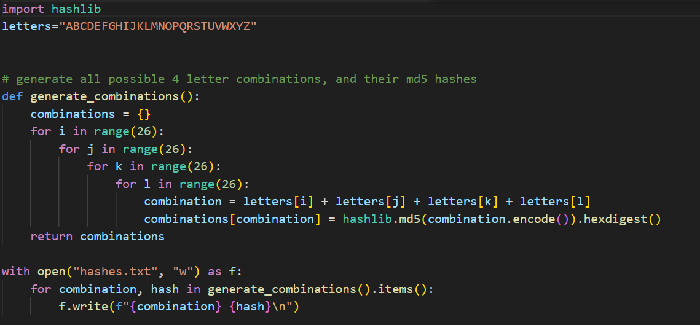 import hashlib
letters="ABCDEFGHIJKLMNOPQRSTUVWXYZ"
# generate all possible 4 letter combinations, and their md5 hashes
def generate_combinations():
    combinations = {}
    for i in range(26):
        for j in range(26):
            for k in range(26):
                for l in range(26):
                    combination = letters[i] + letters[j] + letters[k] + letters[l]
                    combinations[combination] = hashlib.md5(combination.encode()).hexdigest()
    return combinations
with open("hashes.txt", "w") as f:
    for combination, hash in generate_combinations().items():
        f.write(f"{combination} {hash}\n")